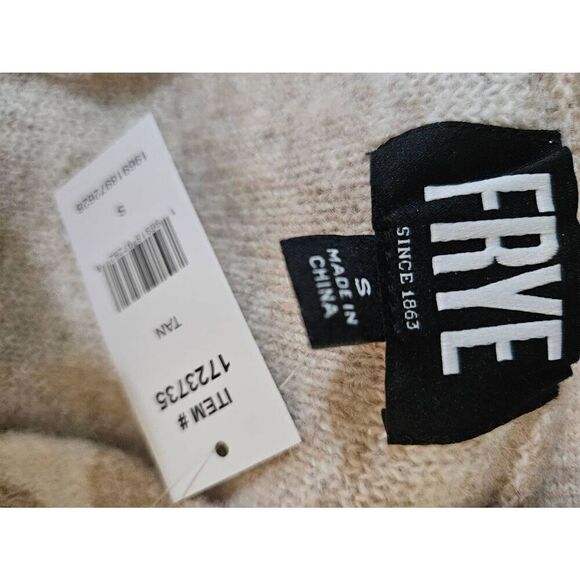 FRYE
SINCE 1863
S
MADE IN
CHINA
ITEM#
1723735
TAN
S